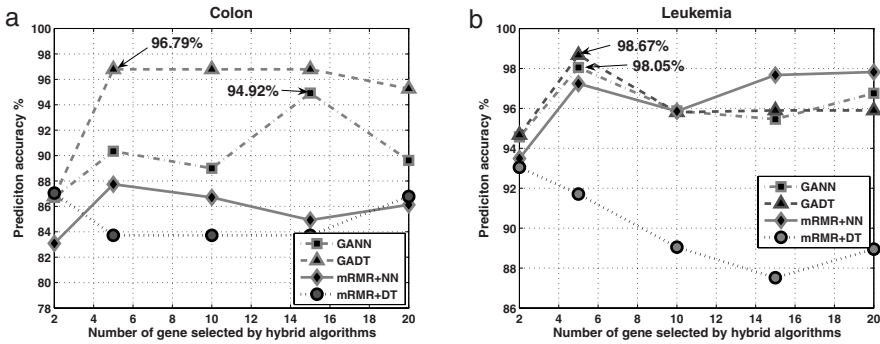 a
Colon
Prediciton accuracy %
100
98
96
94
92
90
88
86
84
82
80
78
96.79%
94.92%
GANN
GADT
mRMR+NN
mRMR+DT
2 4 6 8 10 12 14 16 18 20
Number of gene selected by hybrid algorithms
b
Leukemia
Prediciton accuracy %
100
98
96
94
92
90
88
86
98.67%
98.05%
GANN
GADT
mRMR+NN
mRMR+DT
2 4 6 8 10 12 14 16 18 20
Number of gene selected by hybrid algorithms